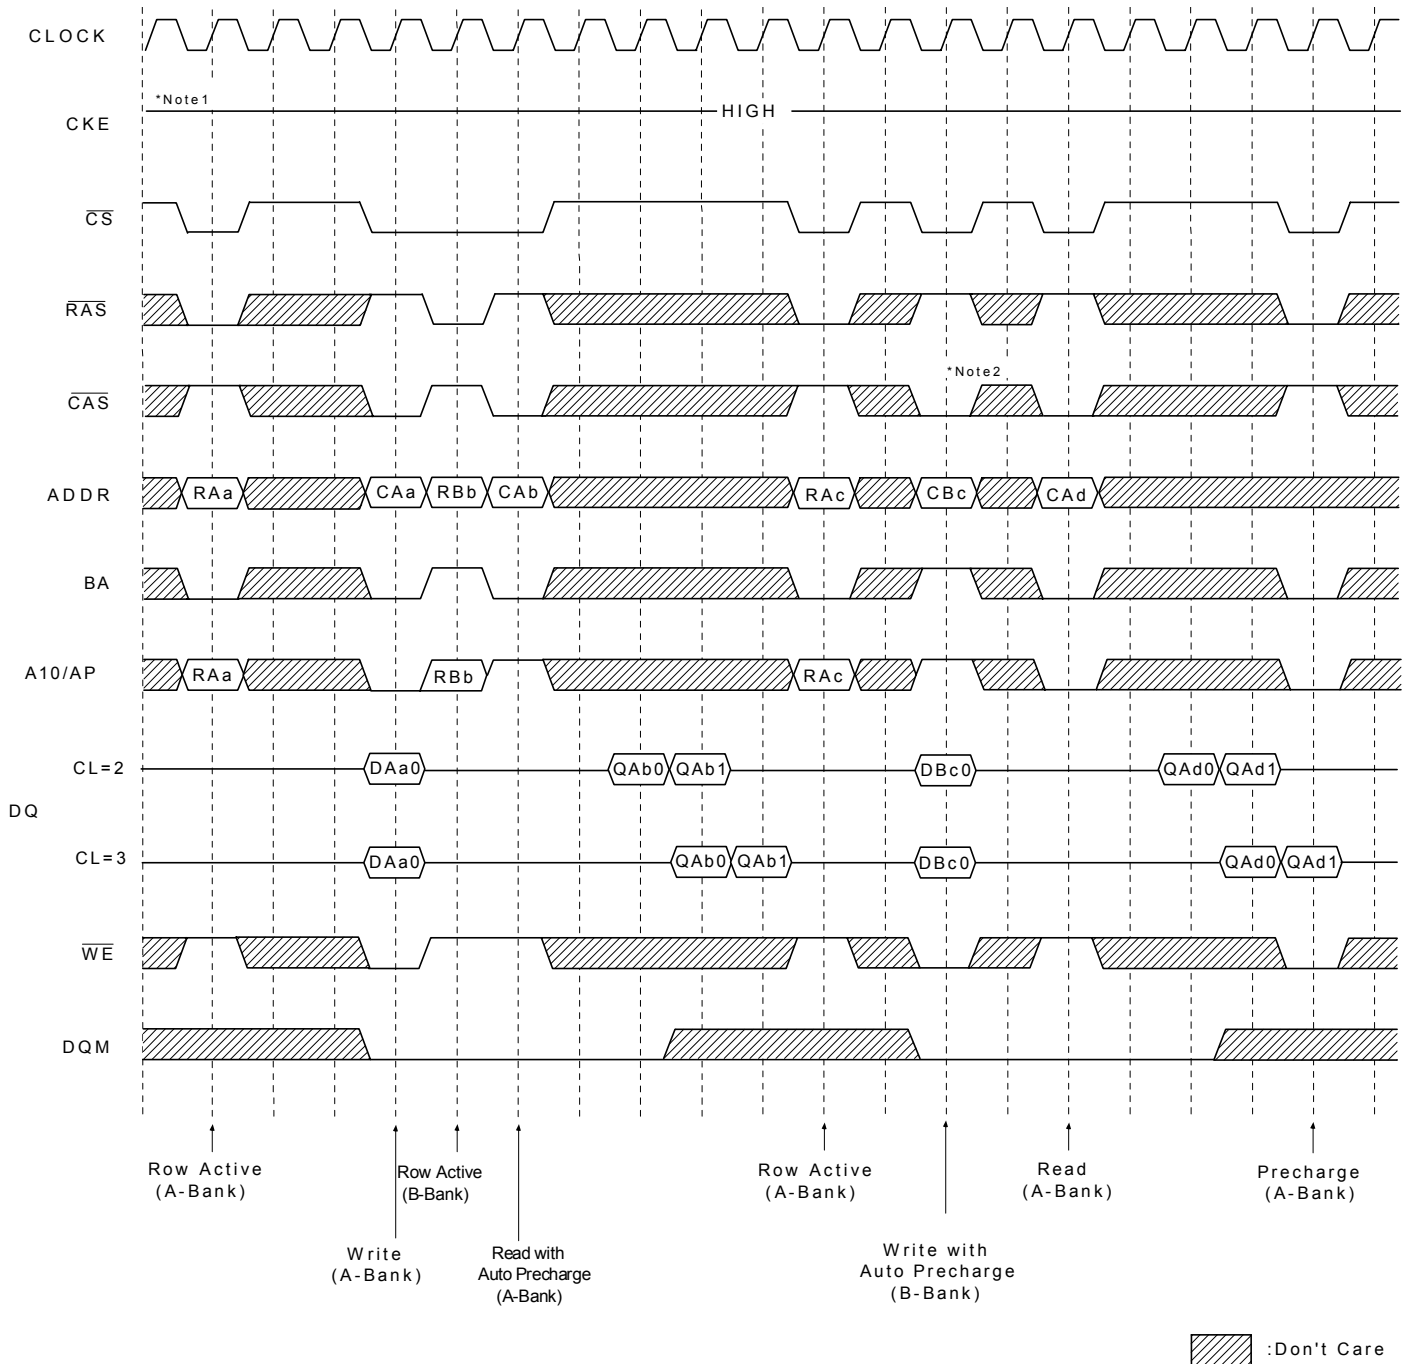 CLOCK
*Note1
HIGH
CKE
CS
RAS
*Note2
CAS
ADDR
RAa
CAa
RBb
CAb
RAc
CBc
CAd
BA
A10/AP
RAa
RBb
RAc
CL=2
DAa0
QAb0
QAb1
DBc0
QAd0
QAd1
DQ
CL=3
DAa0
QAb0
QAb1
DBc0
QAd0
QAd1
WE
DQM
Row Active
(A-Bank)
Row Active
(B-Bank)
Row Active
(A-Bank)
Read
(A-Bank)
Precharge
(A-Bank)
Write
(A-Bank)
Read with
Auto Precharge
(A-Bank)
Write with
Auto Precharge
(B-Bank)
:Don't Care